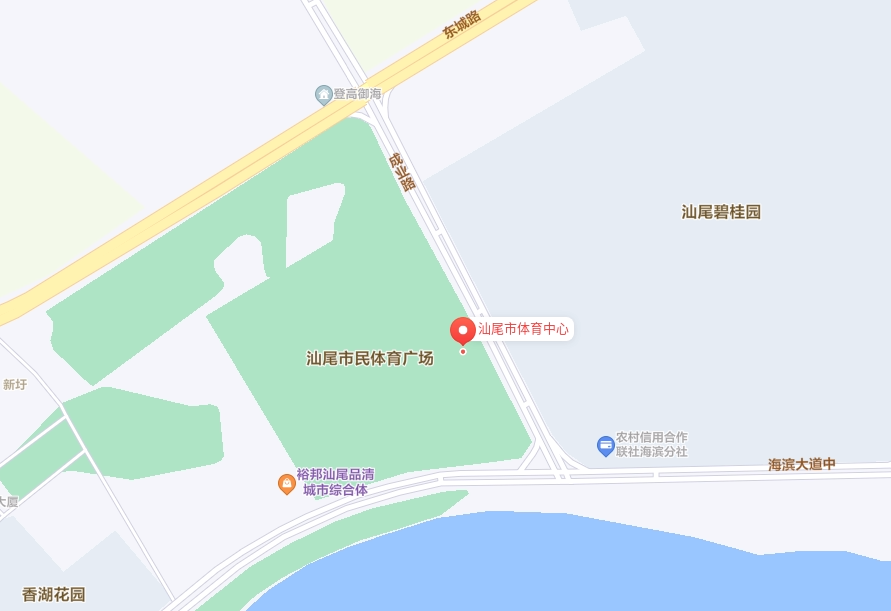 东城路
登高御海
成业路
汕尾碧桂园
汕尾市体育中心
汕尾市民体育广场
新圩
农村信用合作
联社海滨分社
海滨大道中
裕邦汕尾品清
城市综合体
大厦
香湖花园